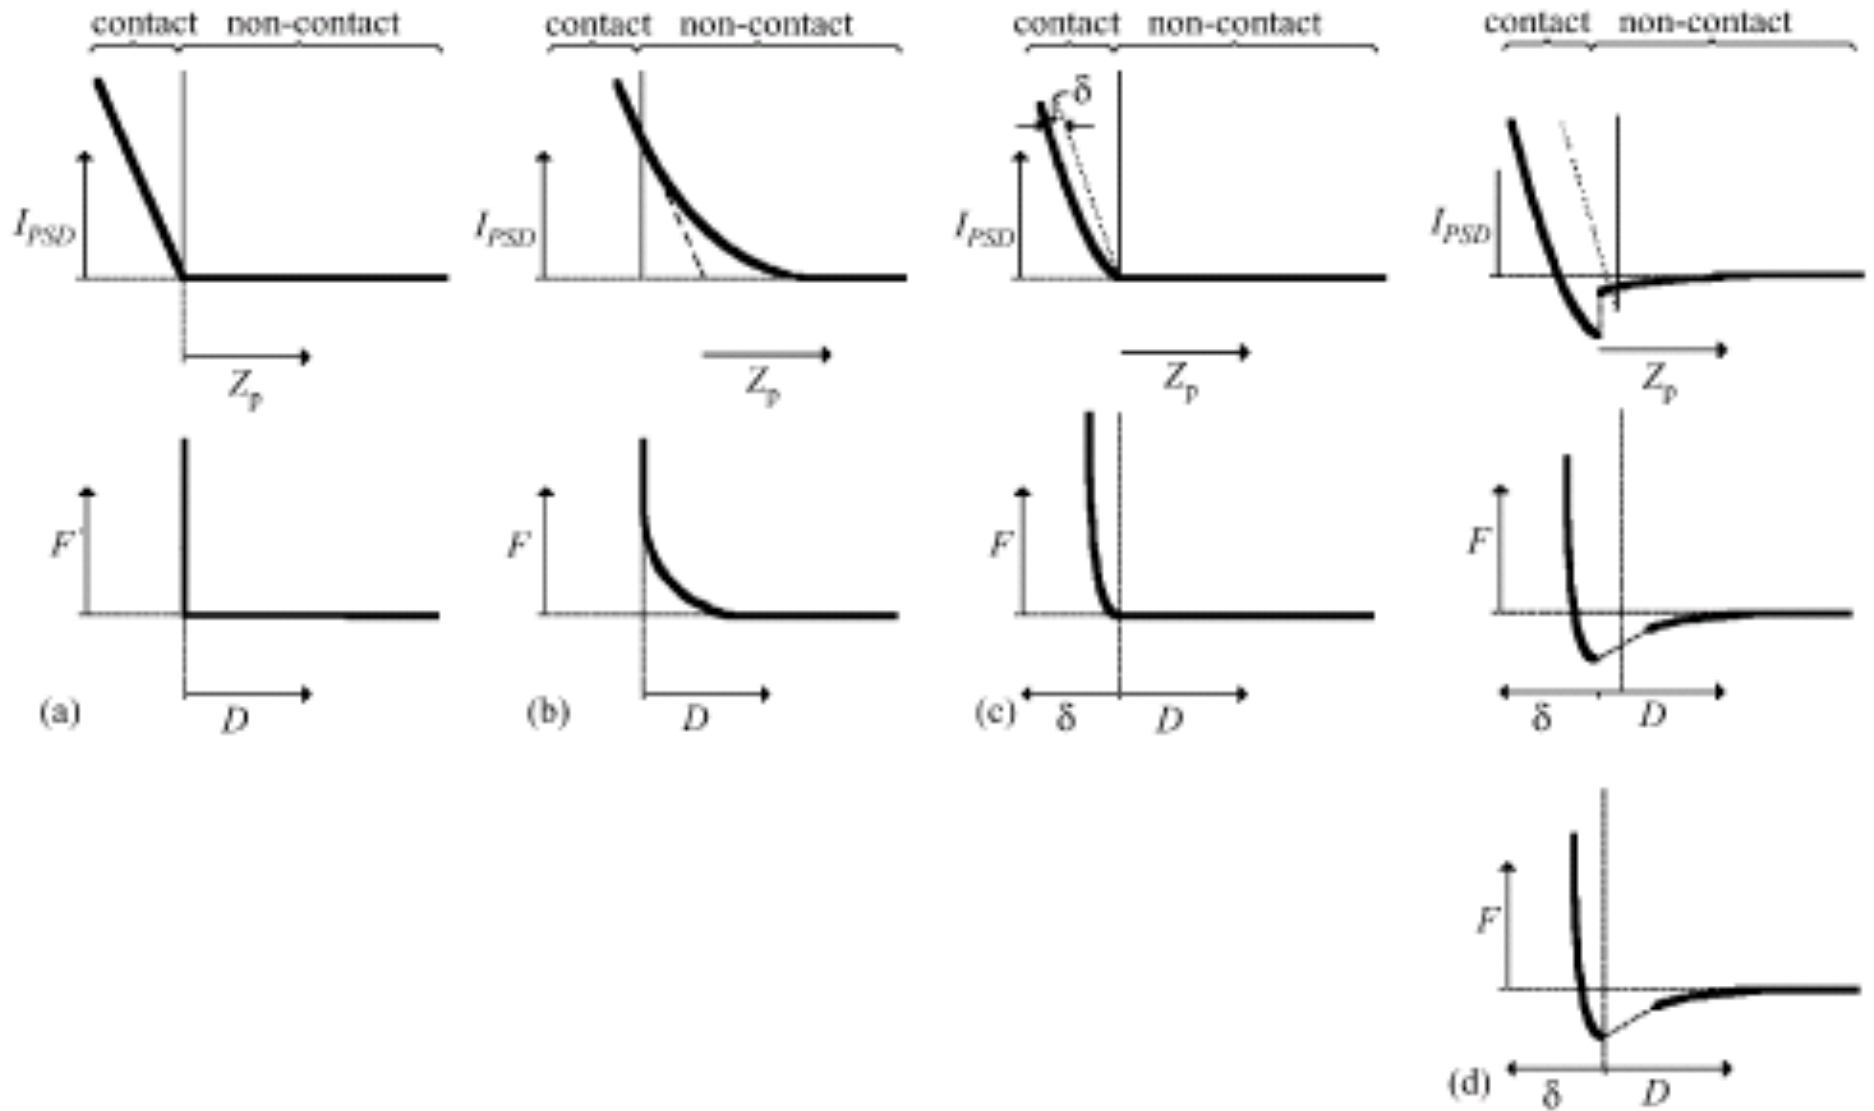 contact non-contact contact non-contact contact non-contact contact non-contact
δ
I_PSD I_PSD I_PSD I_PSD
Z_p Z_p Z_p Z_p
F F F F
(a) D (b) D (c) δ D δ D
F
(d) δ D